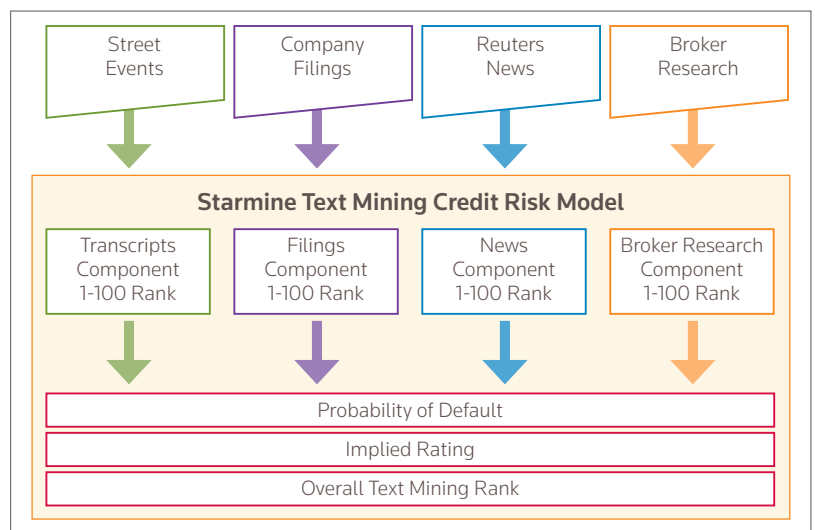 Street
Events
Company
Filings
Reuters
News
Broker
Research
Starmine Text Mining Credit Risk Model
Transcripts
Component
1-100 Rank
Filings
Component
1-100 Rank
News
Component
1-100 Rank
Broker Research
Component
1-100 Rank
Probability of Default
Implied Rating
Overall Text Mining Rank